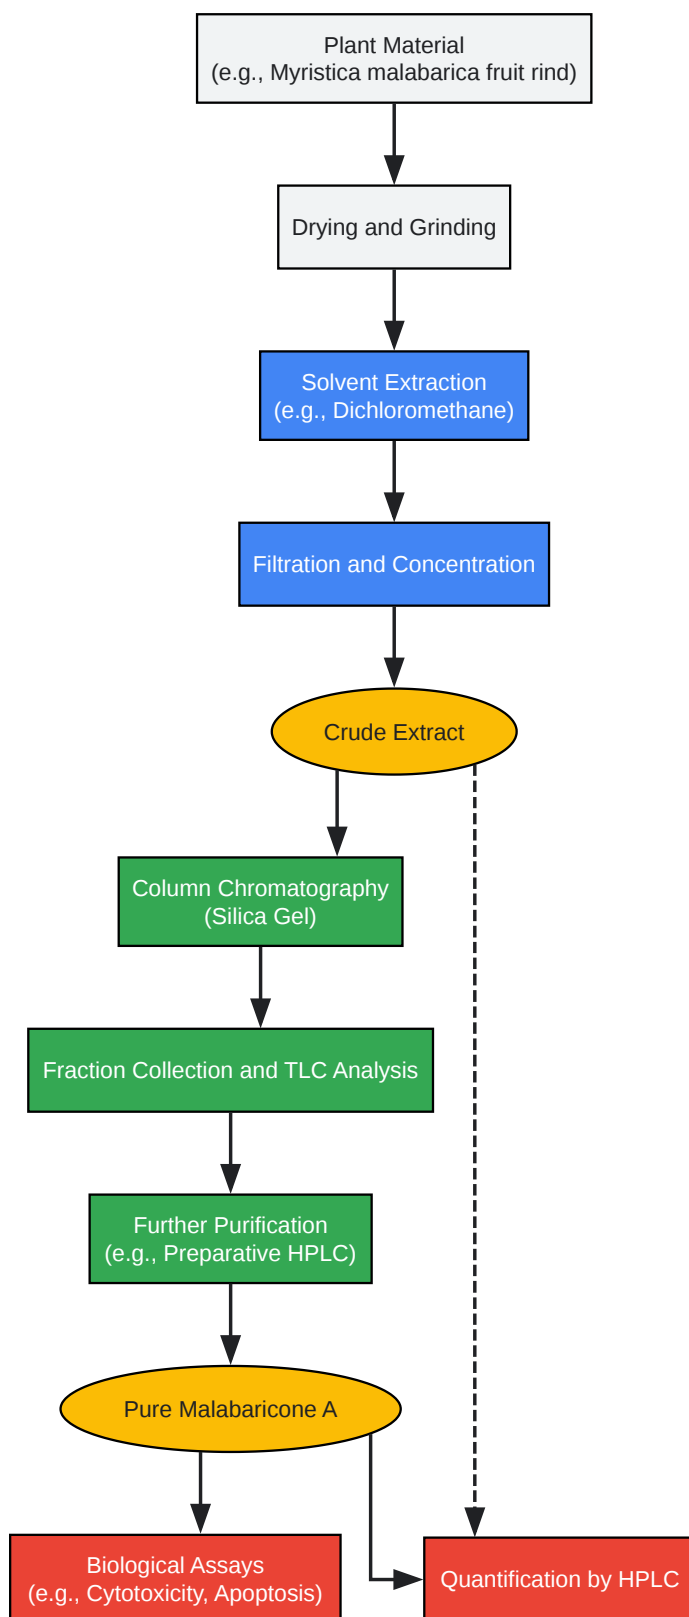 Plant Material
(e.g., Myristica malabarica fruit rind)
Drying and Grinding
Solvent Extraction
(e.g., Dichloromethane)
Filtration and Concentration
Crude Extract
Column Chromatography
(Silica Gel)
Fraction Collection and TLC Analysis
Further Purification
(e.g., Preparative HPLC)
Pure Malabaricone A
Biological Assays
(e.g., Cytotoxicity, Apoptosis)
Quantification by HPLC